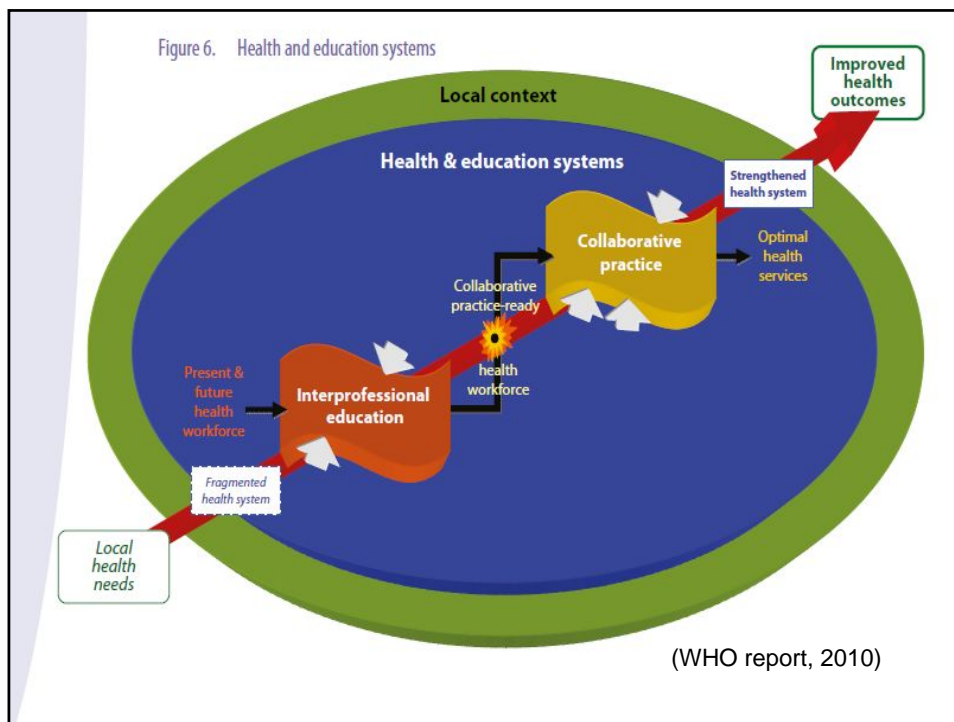 Figure 6. Health and education systems
Improved
health
outcomes
Local context
Health & education systems
Strengthened
health system
Collaborative
practice
Optimal
health
services
Collaborative
practice-ready
health
workforce
Present &
future
health
workforce
Interprofessional
education
Fragmented
health system
Local
health
needs
(WHO report, 2010)